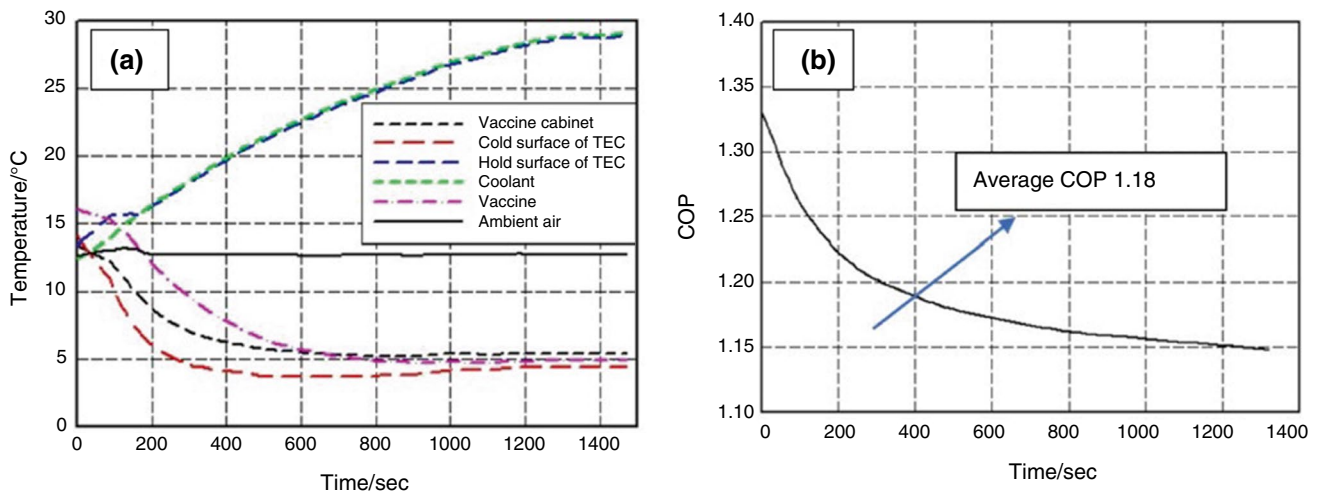 (a)
30
25
20
15
10
5
0
Temperature/°C
0 200 400 600 800 1000 1200 1400
Time/sec
Vaccine cabinet
Cold surface of TEC
Hold surface of TEC
Coolant
Vaccine
Ambient air
(b)
1.40
1.35
1.30
1.25
1.20
1.15
1.10
COP
0 200 400 600 800 1000 1200 1400
Time/sec
Average COP 1.18